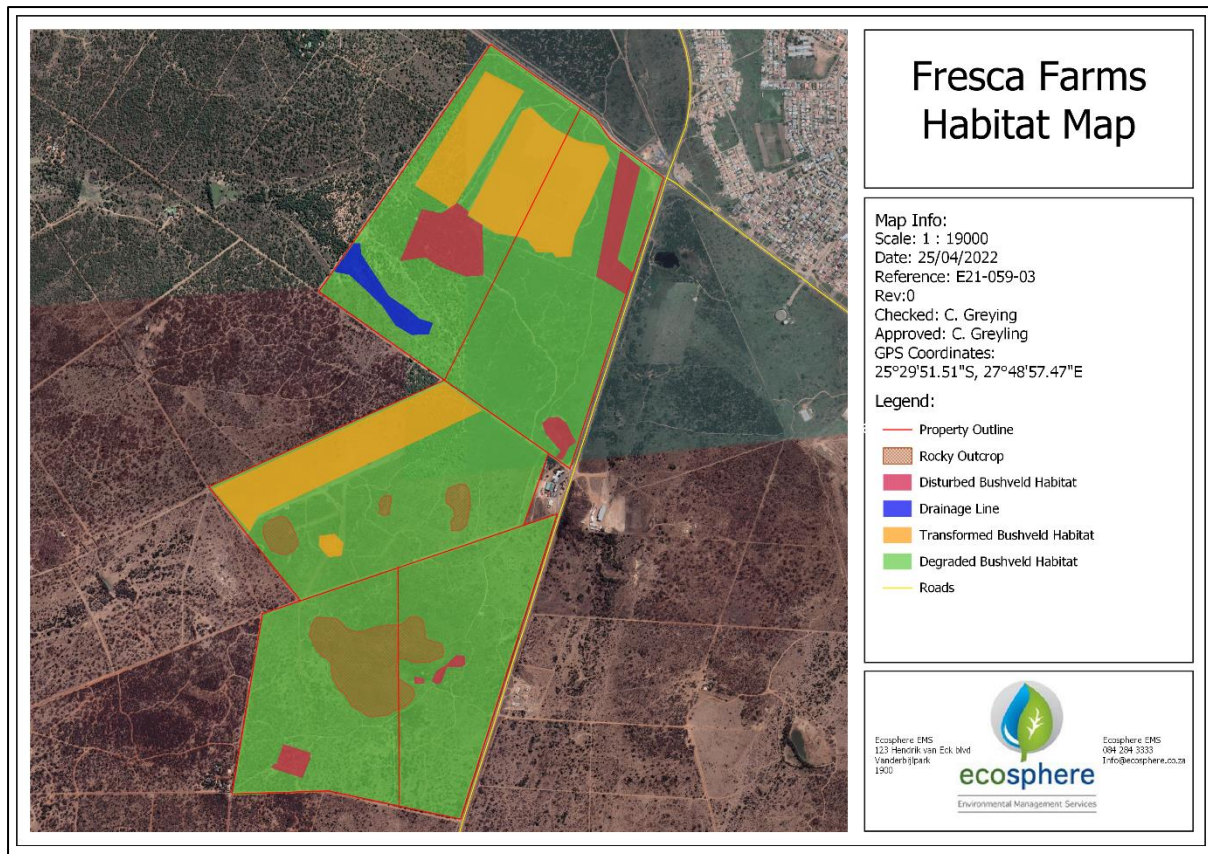 Fresca Farms
Habitat Map
Map Info:
Scale: 1 : 19000
Date: 25/04/2022
Reference: E21-059-03
Rev:0
Checked: C. Greying
Approved: C. Greyling
GPS Coordinates:
25°29'51.51"S, 27°48'57.47"E
Legend:
Property Outline
Rocky Outcrop
Disturbed Bushveld Habitat
Drainage Line
Transformed Bushveld Habitat
Degraded Bushveld Habitat
Roads
Ecosphere EMS
123 Hendrik van Eck blvd
Vanderbijlpark
1900
ecosphere
Environmental Management Services
Ecosphere EMS
084 284 3333
Info@ecosphere.co.za